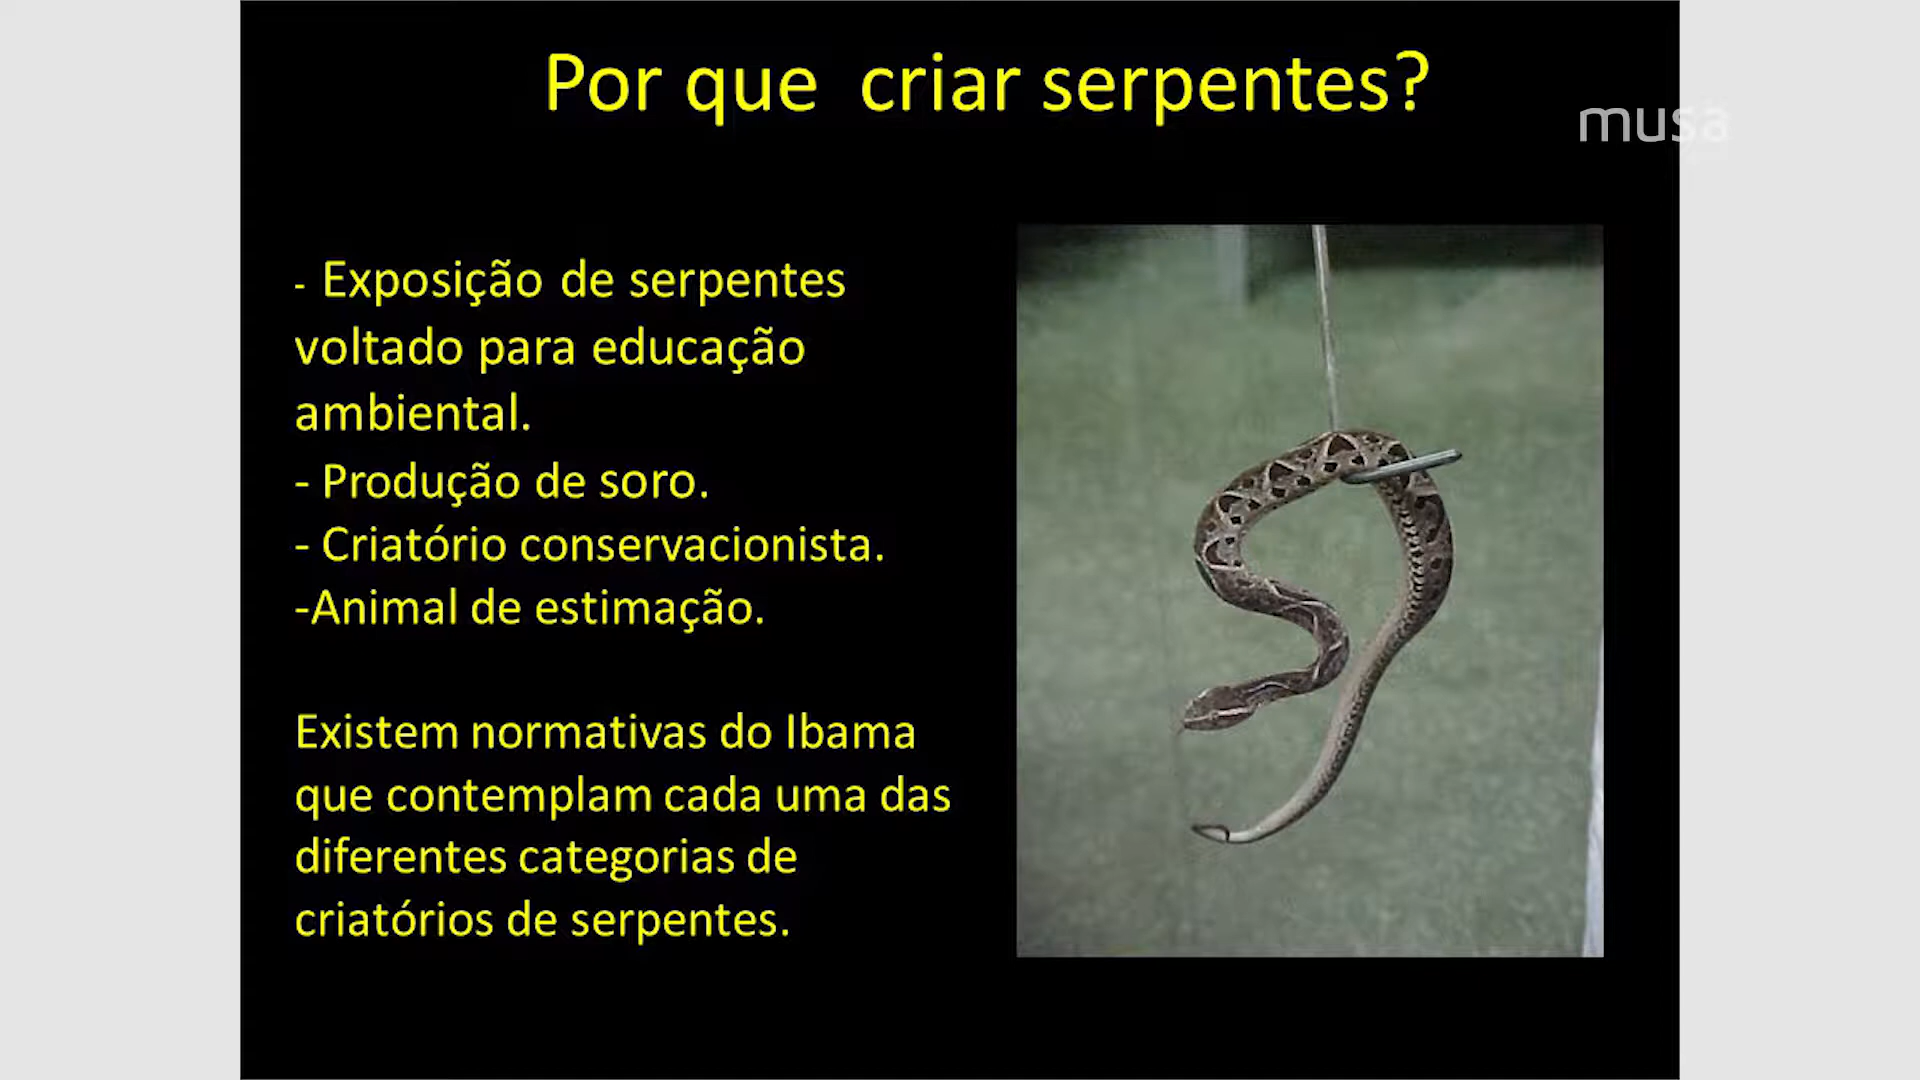 Por que criar serpentes?
musa
- Exposição de serpentes
voltado para educação
ambiental.
- Produção de soro.
- Criatório conservacionista.
-Animal de estimação.
Existem normativas do Ibama
que contemplam cada uma das
diferentes categorias de
criatórios de serpentes.